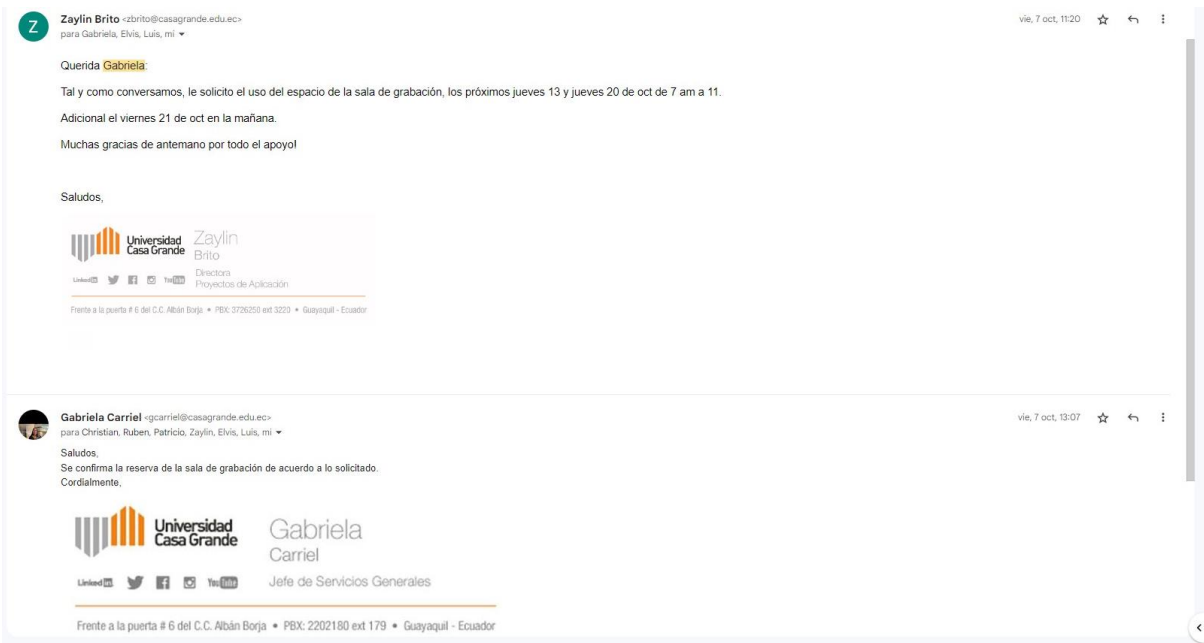 Z
Zaylin Brito <zbrito@casagrande.edu.ec>
vie, 7 oct, 11:20
para Gabriela, Elvis, Luis, mí
Querida Gabriela:
Tal y como conversamos, le solicito el uso del espacio de la sala de grabación, los próximos jueves 13 y jueves 20 de oct de 7 am a 11.
Adicional el viernes 21 de oct en la mañana.
Muchas gracias de antemano por todo el apoyo!
Saludos,
Universidad
Casa Grande
Zaylin
Brito
Directora
Proyectos de Aplicación
Linkedin
YouTube
Frente a la puerta # 6 del C.C. Albán Borja • PBX: 3726250 ext 3220 • Guayaquil - Ecuador
Gabriela Carriel <gcarriel@casagrande.edu.ec>
vie, 7 oct, 13:07
para Christian, Ruben, Patricio, Zaylin, Elvis, Luis, mí
Saludos,
Se confirma la reserva de la sala de grabación de acuerdo a lo solicitado.
Cordialmente,
Universidad
Casa Grande
Gabriela
Carriel
Jefe de Servicios Generales
Linkedin
YouTube
Frente a la puerta # 6 del C.C. Albán Borja • PBX: 2202180 ext 179 • Guayaquil - Ecuador